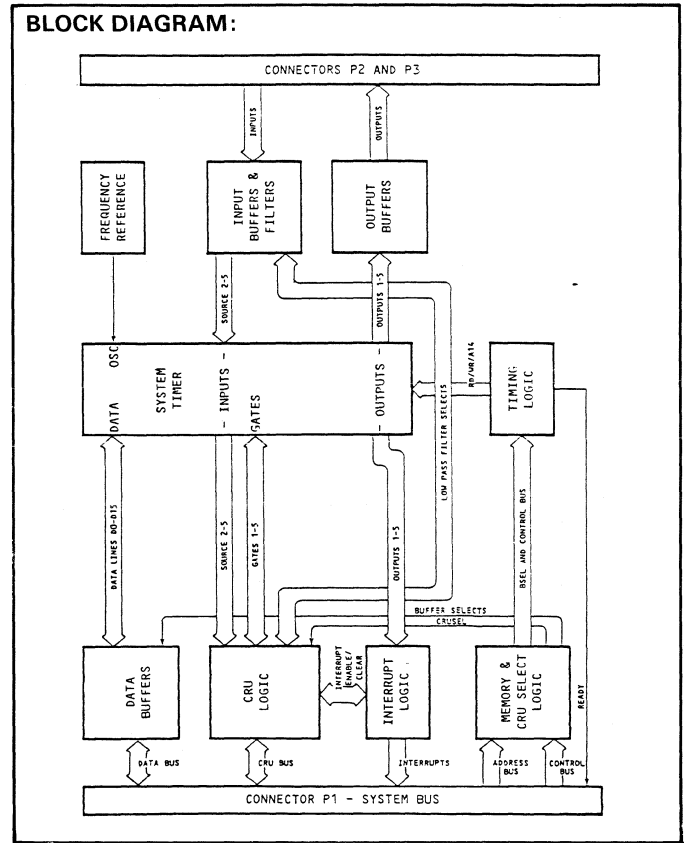 BLOCK DIAGRAM:
CONNECTORS P2 AND P3
INPUTS
OUTPUTS
FREQUENCY
REFERENCE
INPUT
BUFFERS &
FILTERS
OUTPUT
BUFFERS
SOURCE 2-5
OUTPUTS 1-5
OSC
DATA
SYSTEM
TIMER
- INPUTS -
GATES
- OUTPUTS -
RD/WR/A14
TIMING
LOGIC
LOW PASS FILTER SELECTS
DATA LINES D0-D15
SOURCE 2-5
GATES 1-5
OUTPUTS 1-5
BSEL AND CONTROL BUS
BUFFER SELECTS
CRUSEL
DATA
BUFFERS
CRU
LOGIC
INTERRUPT
ENABLE/
CLEAR
INTERRUPT
LOGIC
MEMORY &
CRU SELECT
LOGIC
READY
DATA BUS
CRU BUS
INTERRUPTS
ADDRESS
BUS
CONTROL
BUS
CONNECTOR P1 - SYSTEM BUS